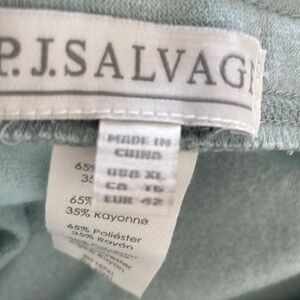 P.J.SALVAG
MADE IN
CHINA
USA XL
CA 16
EUR 42
65%
35%
65%
35% Rayonne
65% Poliéster
35% Rayón